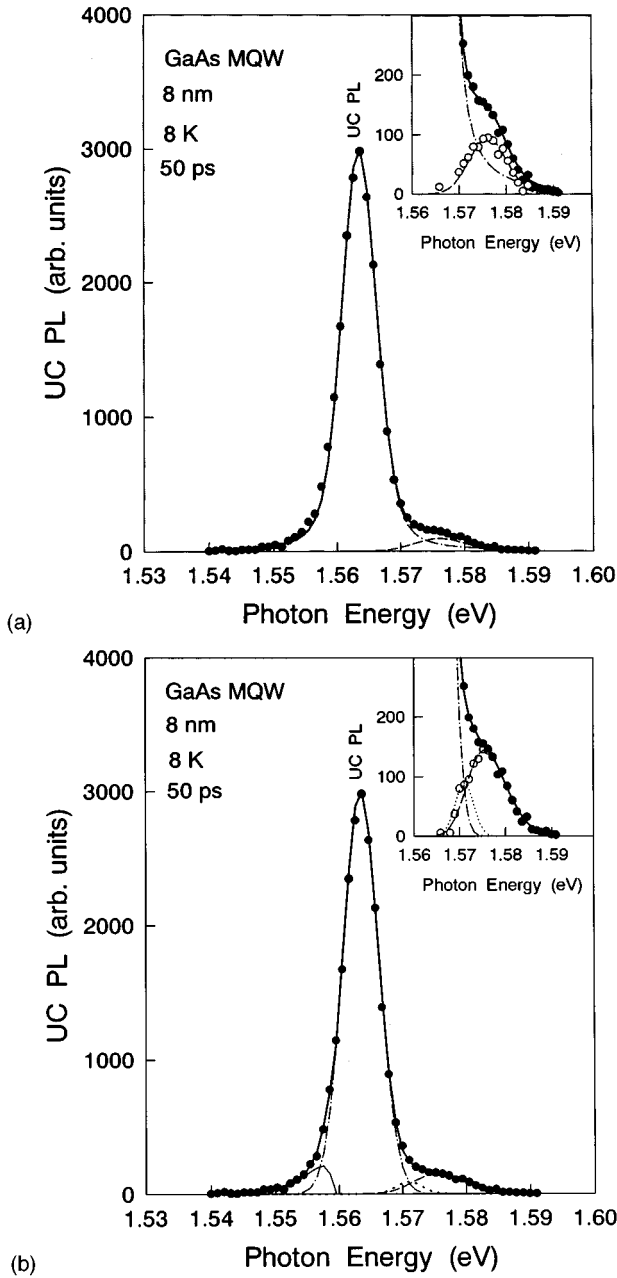 4000
3000
2000
1000
0
UC PL (arb. units)
GaAs MQW
8 nm
8 K
50 ps
UC PL
200
100
0
1.56 1.57 1.58 1.59
Photon Energy (eV)
1.53 1.54 1.55 1.56 1.57 1.58 1.59 1.60
Photon Energy (eV)
(a)
4000
3000
2000
1000
0
UC PL (arb. units)
GaAs MQW
8 nm
8 K
50 ps
UC PL
200
100
0
1.56 1.57 1.58 1.59
Photon Energy (eV)
1.53 1.54 1.55 1.56 1.57 1.58 1.59 1.60
Photon Energy (eV)
(b)